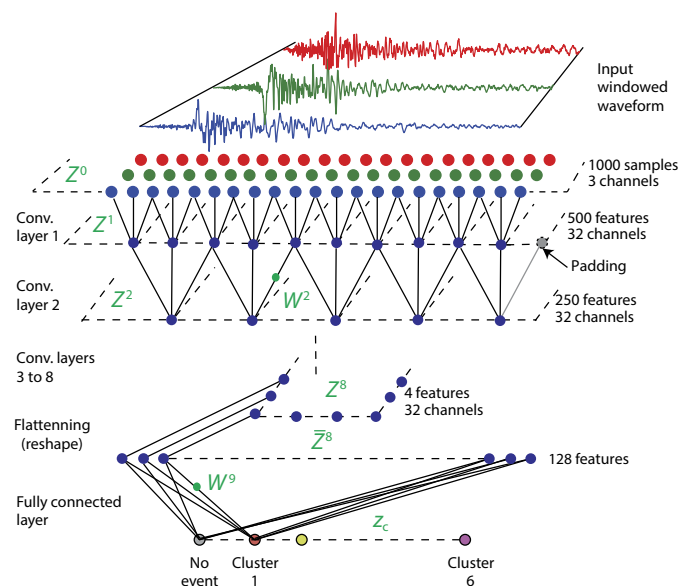 Input
windowed
waveform
Z⁰
1000 samples
3 channels
Conv.
layer 1
Z¹
500 features
32 channels
Padding
Conv.
layer 2
Z²
W²
250 features
32 channels
Conv. layers
3 to 8
Z⁸
4 features
32 channels
Flattenning
(reshape)
Z̅⁸
128 features
W⁹
Fully connected
layer
z_c
No
event
Cluster
1
Cluster
6